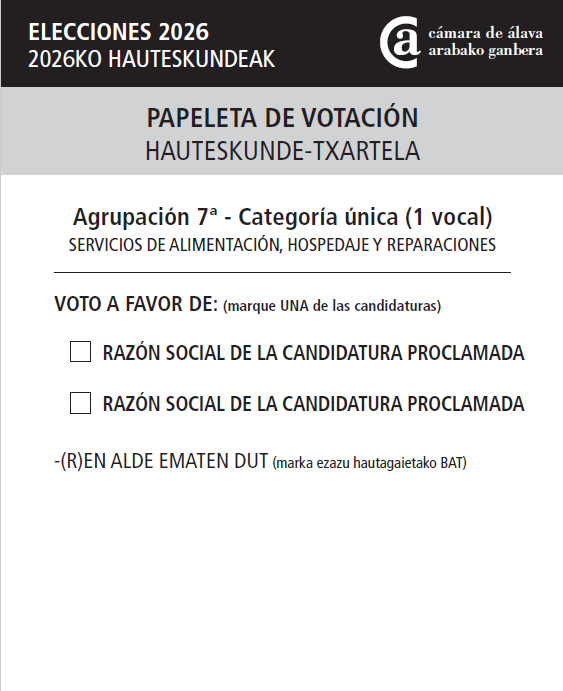 ELECCIONES 2026
2026KO HAUTESKUNDEAK
cámara de álava
arabako ganbera
PAPELETA DE VOTACIÓN
HAUTESKUNDE-TXARTELA
Agrupación 7ª - Categoría única (1 vocal)
SERVICIOS DE ALIMENTACIÓN, HOSPEDAJE Y REPARACIONES
VOTO A FAVOR DE: (marque UNA de las candidaturas)
RAZÓN SOCIAL DE LA CANDIDATURA PROCLAMADA
RAZÓN SOCIAL DE LA CANDIDATURA PROCLAMADA
-(R)EN ALDE EMATEN DUT (marka ezazu hautagaietako BAT)